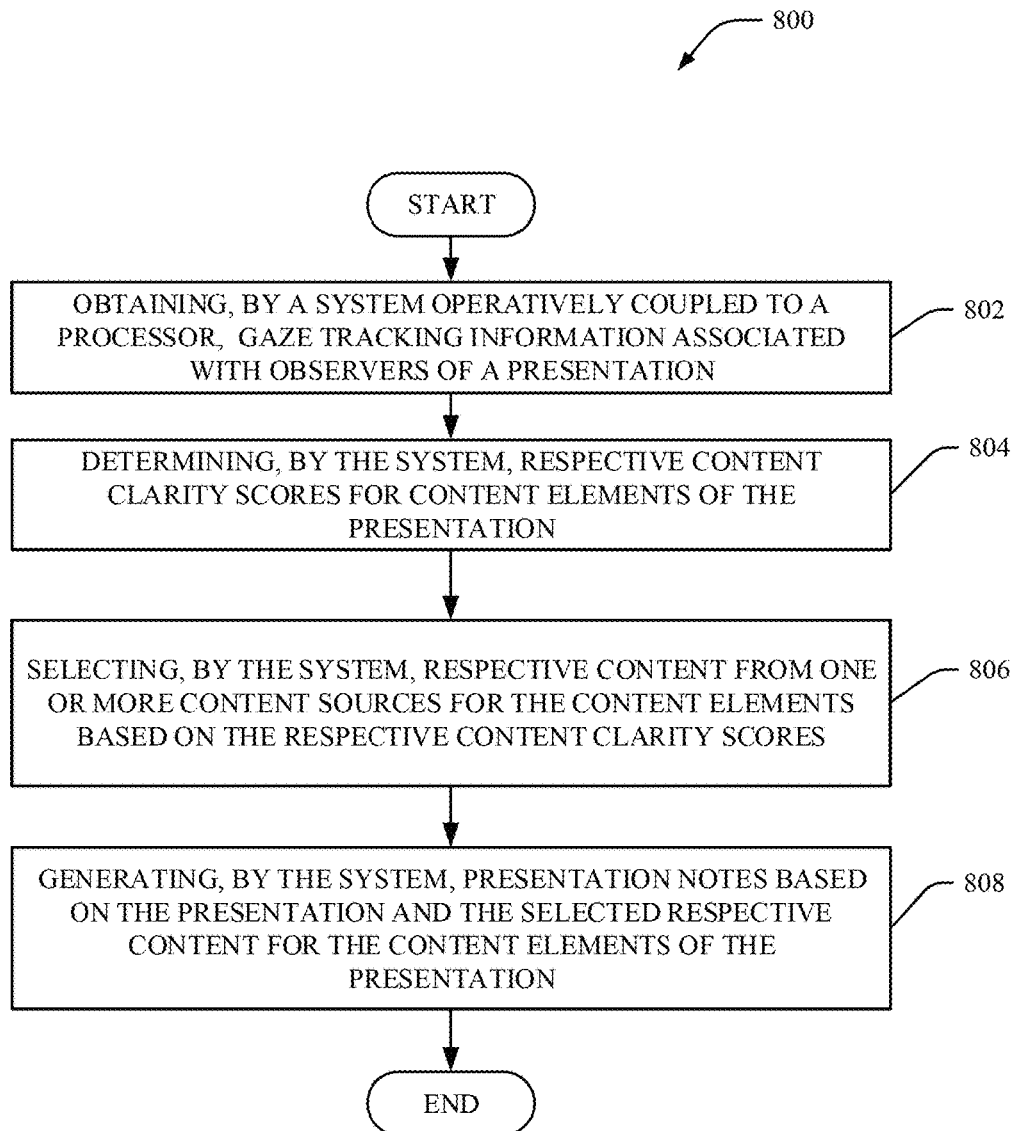 800
START
OBTAINING, BY A SYSTEM OPERATIVELY COUPLED TO A
PROCESSOR, GAZE TRACKING INFORMATION ASSOCIATED
WITH OBSERVERS OF A PRESENTATION
802
DETERMINING, BY THE SYSTEM, RESPECTIVE CONTENT
CLARITY SCORES FOR CONTENT ELEMENTS OF THE
PRESENTATION
804
SELECTING, BY THE SYSTEM, RESPECTIVE CONTENT FROM ONE
OR MORE CONTENT SOURCES FOR THE CONTENT ELEMENTS
BASED ON THE RESPECTIVE CONTENT CLARITY SCORES
806
GENERATING, BY THE SYSTEM, PRESENTATION NOTES BASED
ON THE PRESENTATION AND THE SELECTED RESPECTIVE
CONTENT FOR THE CONTENT ELEMENTS OF THE
PRESENTATION
808
END